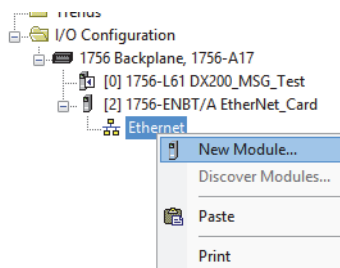 Trends
I/O Configuration
1756 Backplane, 1756-A17
[0] 1756-L61 DX200_MSG_Test
[2] 1756-ENBT/A EtherNet_Card
Ethernet
New Module...
Discover Modules...
Paste
Print